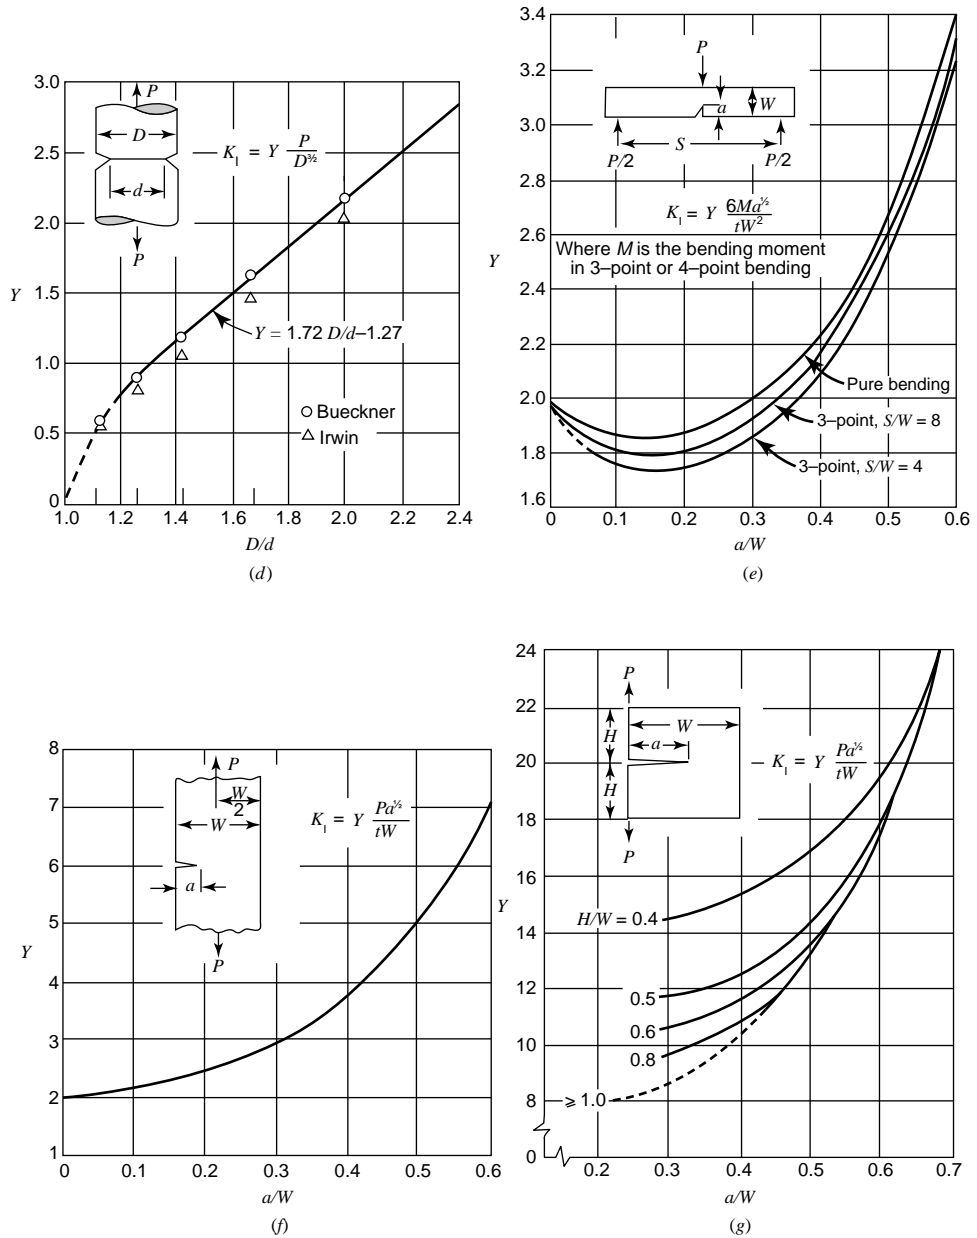 3.0
2.5
2.0
1.5
1.0
0.5
0
Y
P
D
d
P
K_I = Y P/D^3/2
Y = 1.72 D/d–1.27
Bueckner
Irwin
1.0 1.2 1.4 1.6 1.8 2.0 2.2 2.4
D/d
(d)
3.4
3.2
3.0
2.8
2.6
2.4
2.2
2.0
1.8
1.6
Y
P
a
W
S
P/2 P/2
K_I = Y 6Ma^1/2/tW^2
Where M is the bending moment
in 3–point or 4–point bending
Pure bending
3–point, S/W = 8
3–point, S/W = 4
0 0.1 0.2 0.3 0.4 0.5 0.6
a/W
(e)
8
7
6
5
4
3
2
1
Y
P
W/2
W
a
P
K_I = Y Pa^1/2/tW
0 0.1 0.2 0.3 0.4 0.5 0.6
a/W
(f)
24
22
20
18
16
14
12
10
8
0
Y
P
W
H
a
H
P
K_I = Y Pa^1/2/tW
H/W = 0.4
0.5
0.6
0.8
⩾ 1.0
0.2 0.3 0.4 0.5 0.6 0.7
a/W
(g)